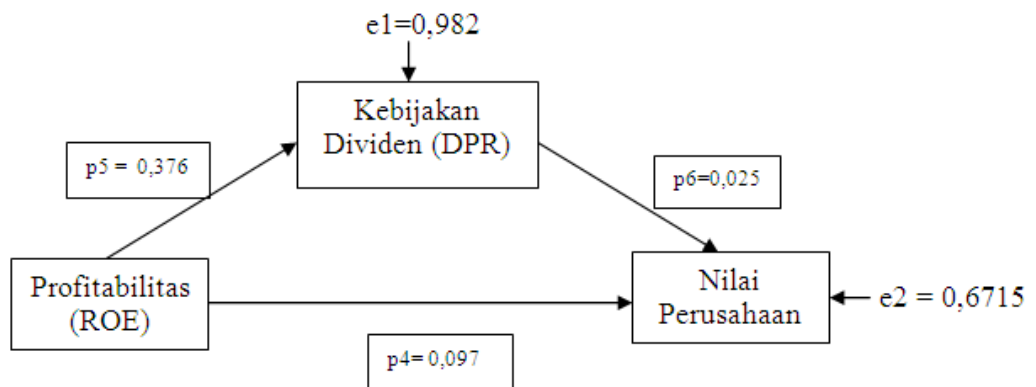 e1=0,982
Kebijakan
Dividen (DPR)
p5 = 0,376
p6=0,025
Profitabilitas
(ROE)
Nilai
Perusahaan
e2 = 0,6715
p4= 0,097